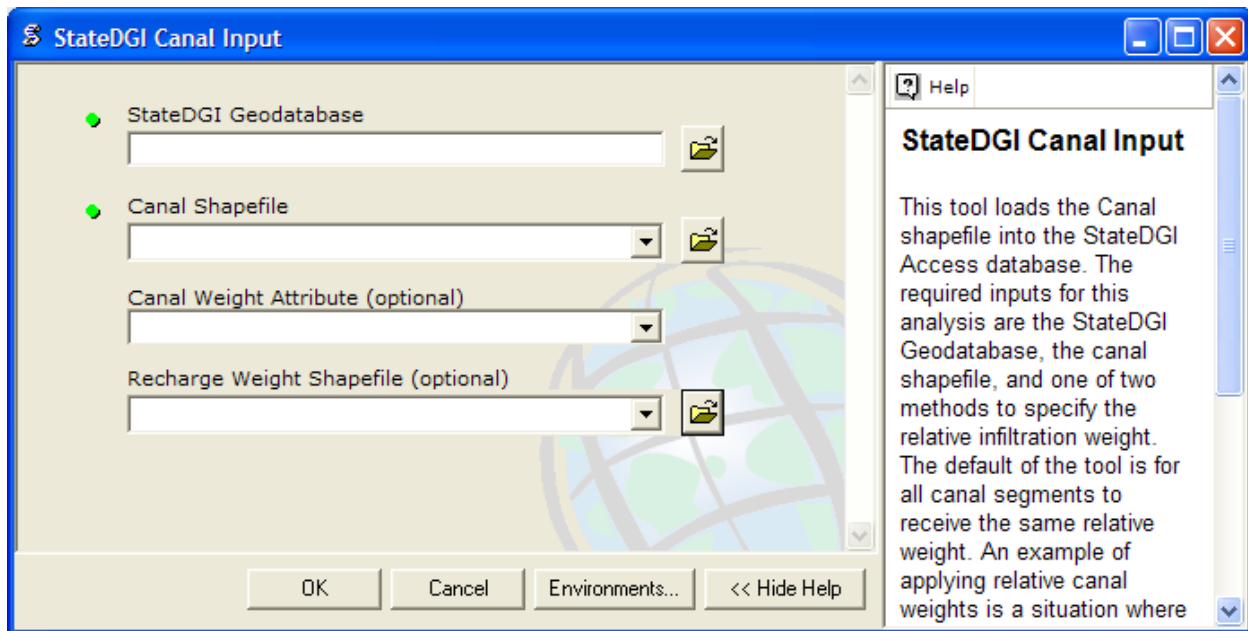 StateDGI Canal Input
StateDGI Geodatabase
Canal Shapefile
Canal Weight Attribute (optional)
Recharge Weight Shapefile (optional)
OK
Cancel
Environments...
<< Hide Help
Help
StateDGI Canal Input
This tool loads the Canal
shapefile into the StateDGI
Access database. The
required inputs for this
analysis are the StateDGI
Geodatabase, the canal
shapefile, and one of two
methods to specify the
relative infiltration weight.
The default of the tool is for
all canal segments to
receive the same relative
weight. An example of
applying relative canal
weights is a situation where